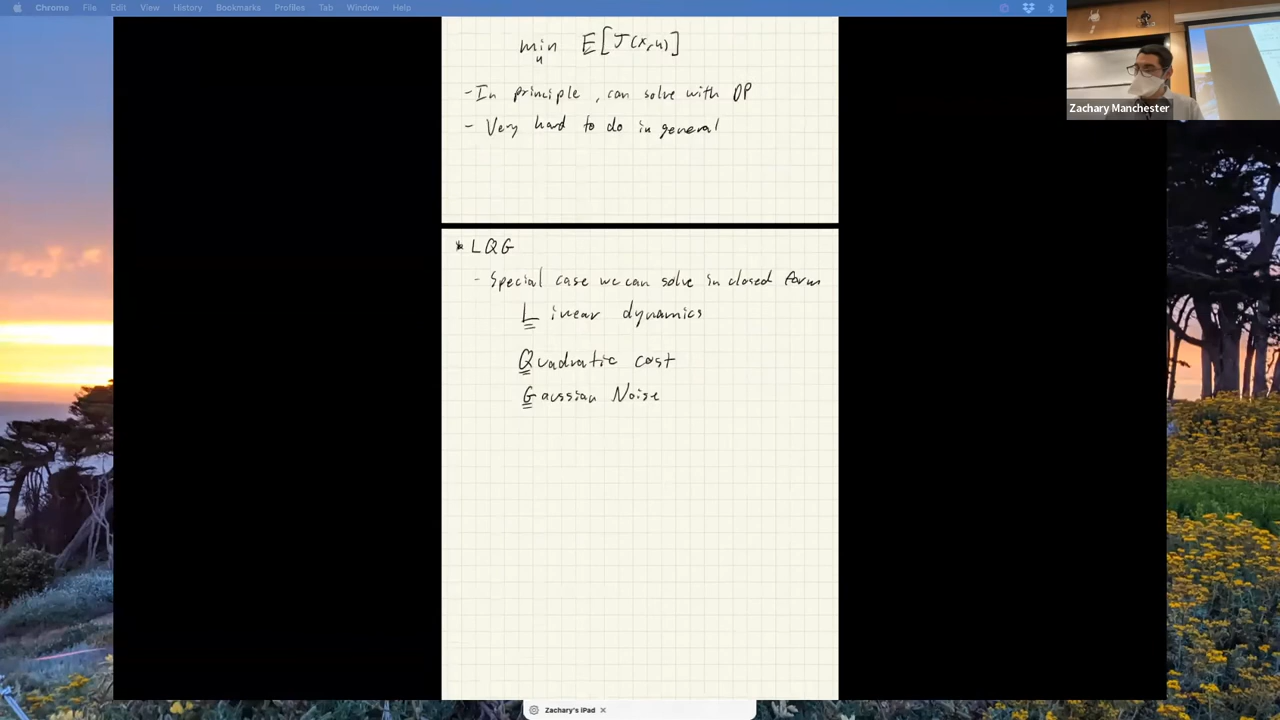 Chrome File Edit View History Bookmarks Profiles Tab Window Help
min E[J(x,u)]
u
- In principle, can solve with DP
- Very hard to do in general
Zachary Manchester
* LQG
- Special case we can solve in closed form
Linear dynamics
Quadratic cost
Gaussian Noise
Zachary's iPad ×